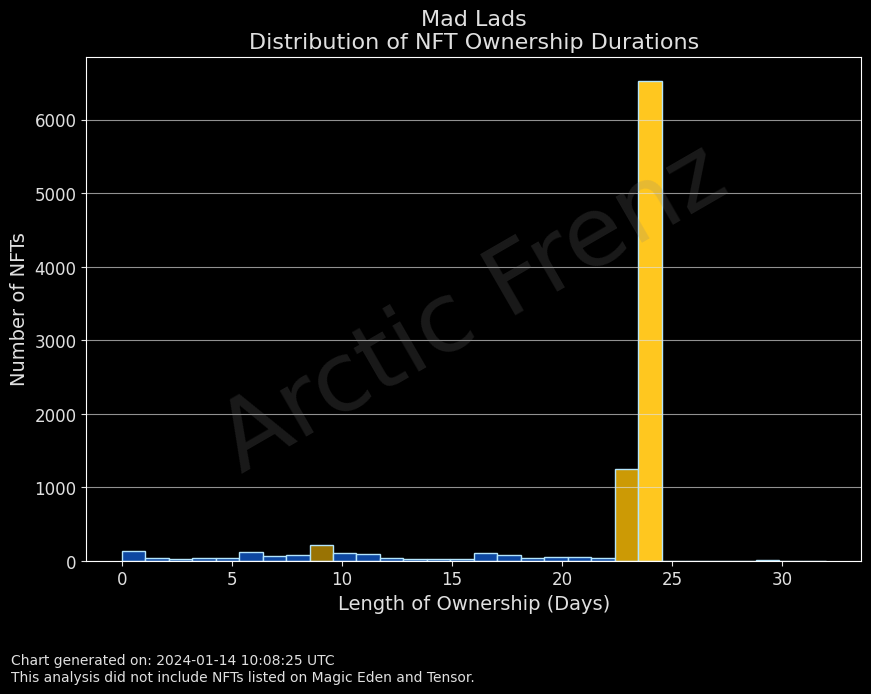 Mad Lads
Distribution of NFT Ownership Durations
Number of NFTs
6000
5000
4000
3000
2000
1000
0
Arctic Frenz
0 5 10 15 20 25 30
Length of Ownership (Days)
Chart generated on: 2024-01-14 10:08:25 UTC
This analysis did not include NFTs listed on Magic Eden and Tensor.